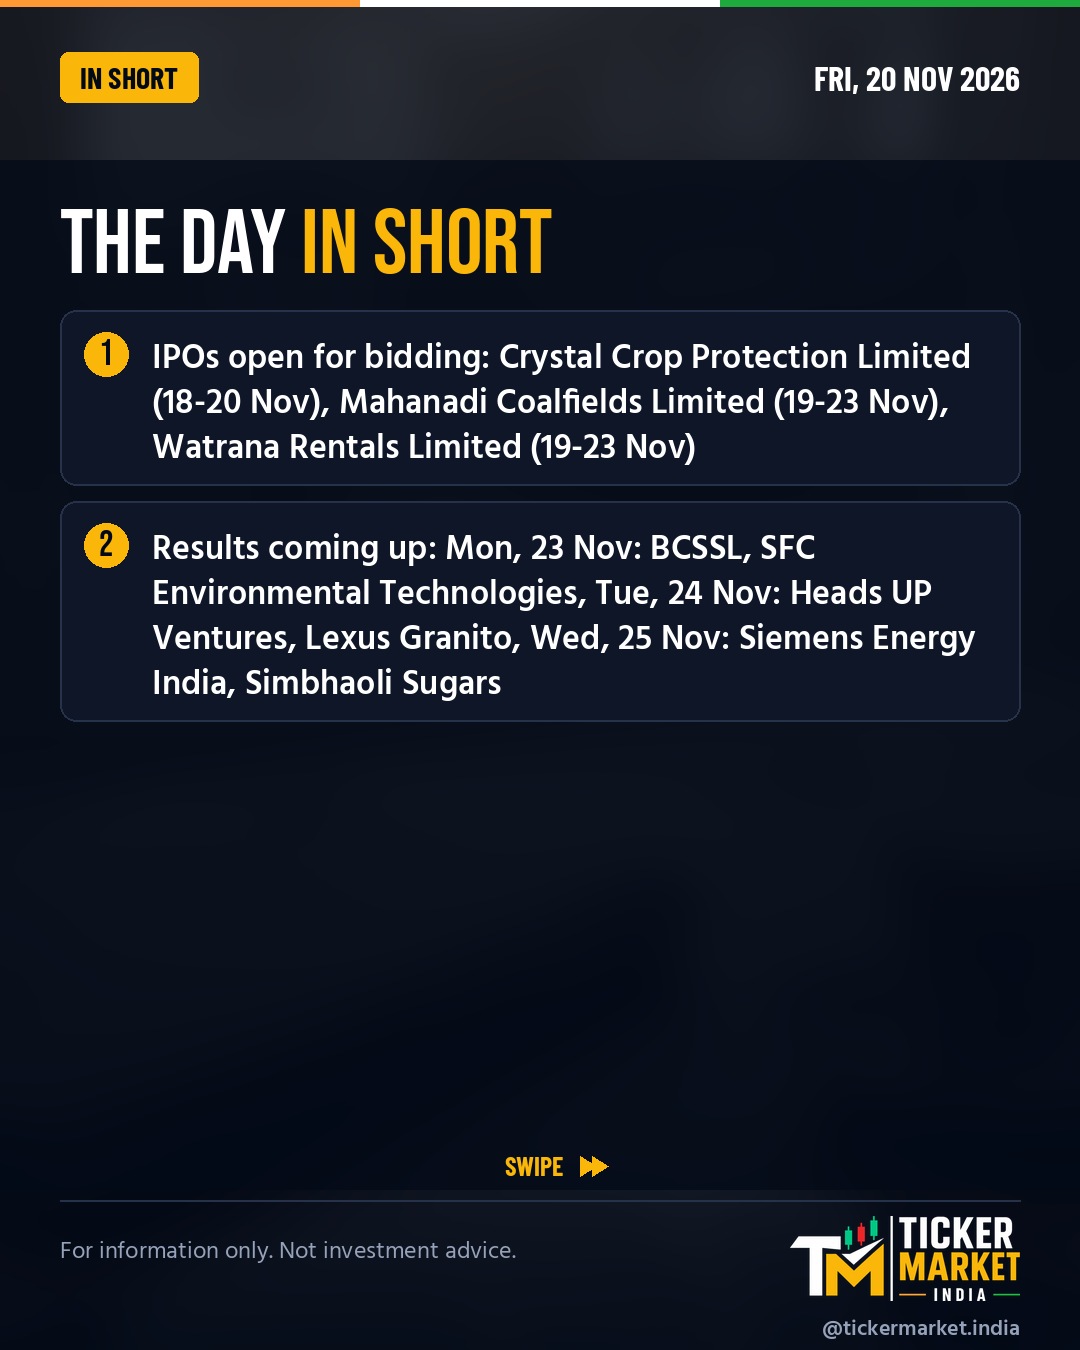 IN SHORT
FRI, 20 NOV 2026
THE DAY IN SHORT
1
IPOs open for bidding: Crystal Crop Protection Limited
(18-20 Nov), Mahanadi Coalfields Limited (19-23 Nov),
Watrana Rentals Limited (19-23 Nov)
2
Results coming up: Mon, 23 Nov: BCSSL, SFC
Environmental Technologies, Tue, 24 Nov: Heads UP
Ventures, Lexus Granito, Wed, 25 Nov: Siemens Energy
India, Simbhaoli Sugars
SWIPE
For information only. Not investment advice.
TM
TICKER
MARKET
INDIA
@tickermarket.india